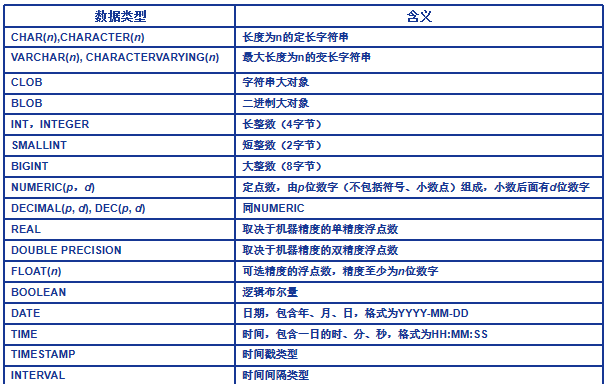 数据类型 含义
CHAR(n),CHARACTER(n) 长度为n的定长字符串
VARCHAR(n), CHARACTERVARYING(n) 最大长度为n的变长字符串
CLOB 字符串大对象
BLOB 二进制大对象
INT，INTEGER 长整数（4字节）
SMALLINT 短整数（2字节）
BIGINT 大整数（8字节）
NUMERIC(p，d) 定点数，由p位数字（不包括符号、小数点）组成，小数后面有d位数字
DECIMAL(p, d), DEC(p, d) 同NUMERIC
REAL 取决于机器精度的单精度浮点数
DOUBLE PRECISION 取决于机器精度的双精度浮点数
FLOAT(n) 可选精度的浮点数，精度至少为n位数字
BOOLEAN 逻辑布尔量
DATE 日期，包含年、月、日，格式为YYYY-MM-DD
TIME 时间，包含一日的时、分、秒，格式为HH:MM:SS
TIMESTAMP 时间戳类型
INTERVAL 时间间隔类型